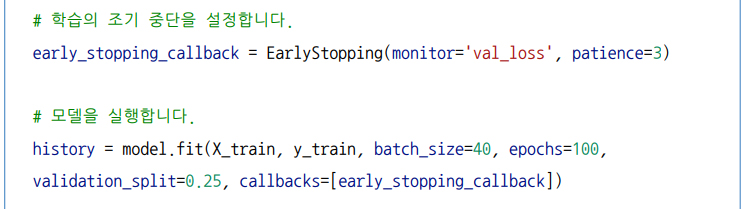 # 학습의 조기 중단을 설정합니다.
early_stopping_callback = EarlyStopping(monitor='val_loss', patience=3)
# 모델을 실행합니다.
history = model.fit(X_train, y_train, batch_size=40, epochs=100,
validation_split=0.25, callbacks=[early_stopping_callback])